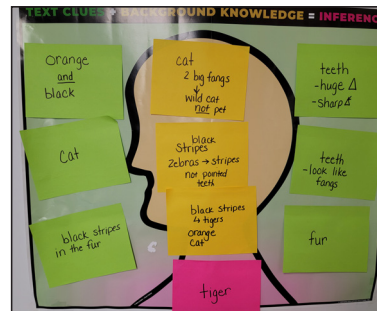 TEXT CLUES + BACKGROUND KNOWLEDGE = INFERENC
orange
and
black
cat
2 big fangs
↓
wild cat
not pet
teeth
-huge Δ
-sharp
Cat
black
Stripes
zebras → stripes
not pointed
teeth
teeth
-look like
fangs
black stripes
in the fur
black stripes
↳ tigers
orange
cat
fur
tiger